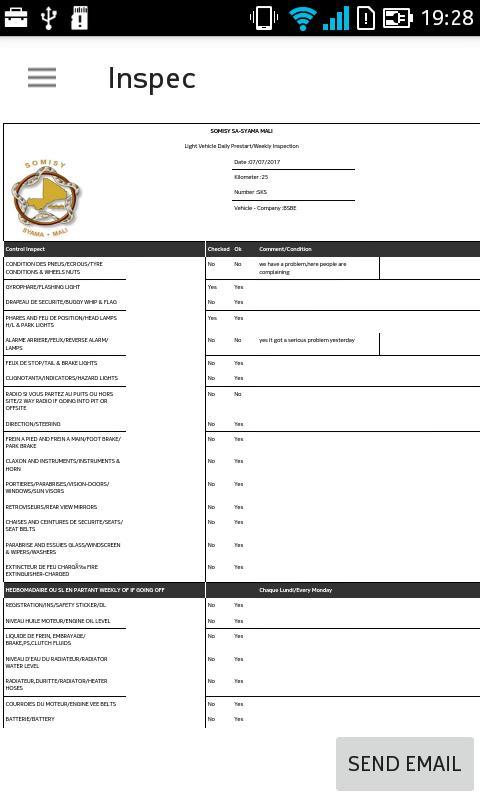 19:28
Inspec
SOMISY SA-SYAMA MALI
Light Vehicle Daily Prestart/Weekly Inspection
SOMISY
SYAMA • MALI
Date :07/07/2017
Kilometer :25
Number :SKS
Vehicle - Company :BSBE
Control Inspect Checked Ok Comment/Condition
CONDITION DES PNEUS/ECROUS/TYRE No No we have a problem,here people are
CONDITIONS & WHEELS NUTS complaining
GYROPHARE/FLASHING LIGHT Yes Yes
DRAPEAU DE SECURITE/BUGGY WHIP & FLAG No Yes
PHARES AND FEU DE POSITION/HEAD LAMPS Yes Yes
H/L & PARK LIGHTS
ALARME ARRIERE/FEUX/REVERSE ALARM/ No No yes it got a serious problem yesterday
LAMPS
FEUX DE STOP/TAIL & BRAKE LIGHTS No Yes
CLIGNOTANTA/INDICATORS/HAZARD LIGHTS No Yes
RADIO SI VOUS PARTEZ AU PUITS OU HORS No No
SITE/2 WAY RADIO IF GOING INTO PIT OR
OFFSITE
DIRECTION/STEERING No Yes
FREIN A PIED AND FREIN A MAIN/FOOT BRAKE/ No Yes
PARK BRAKE
CLAXON AND INSTRUMENTS/INSTRUMENTS & No Yes
HORN
PORTIERES/PARABRISES/VISION-DOORS/ No Yes
WINDOWS/SUN VISORS
RETROVISEURS/REAR VIEW MIRRORS No Yes
CHAISES AND CEINTURES DE SECURITE/SEATS/ No Yes
SEAT BELTS
PARABRISE AND ESSUIES GLASS/WINDSCREEN No Yes
& WIPERS/WASHERS
EXTINCTEUR DE FEU CHARGÃ‰ FIRE No Yes
EXTINGUISHER-CHARGED
HEDBOMADAIRE OU SI EN PARTANT WEEKLY OF IF GOING OFF Chaque Lundi/Every Monday
REGISTRATION/INS/SAFETY STICKER/DL No Yes
NIVEAU HUILE MOTEUR/ENGINE OIL LEVEL No Yes
LIQUIDE DE FREIN, EMBRAYADE/ No Yes
BRAKE,PS,CLUTCH FLUIDS
NIVEAU D'EAU DU RADIATEUR/RADIATOR No Yes
WATER LEVEL
RADIATEUR,DURITTE/RADIATOR/HEATER No Yes
HOSES
COURROIES DU MOTEUR/ENGINE VEE BELTS No Yes
BATTERIE/BATTERY No Yes
SEND EMAIL